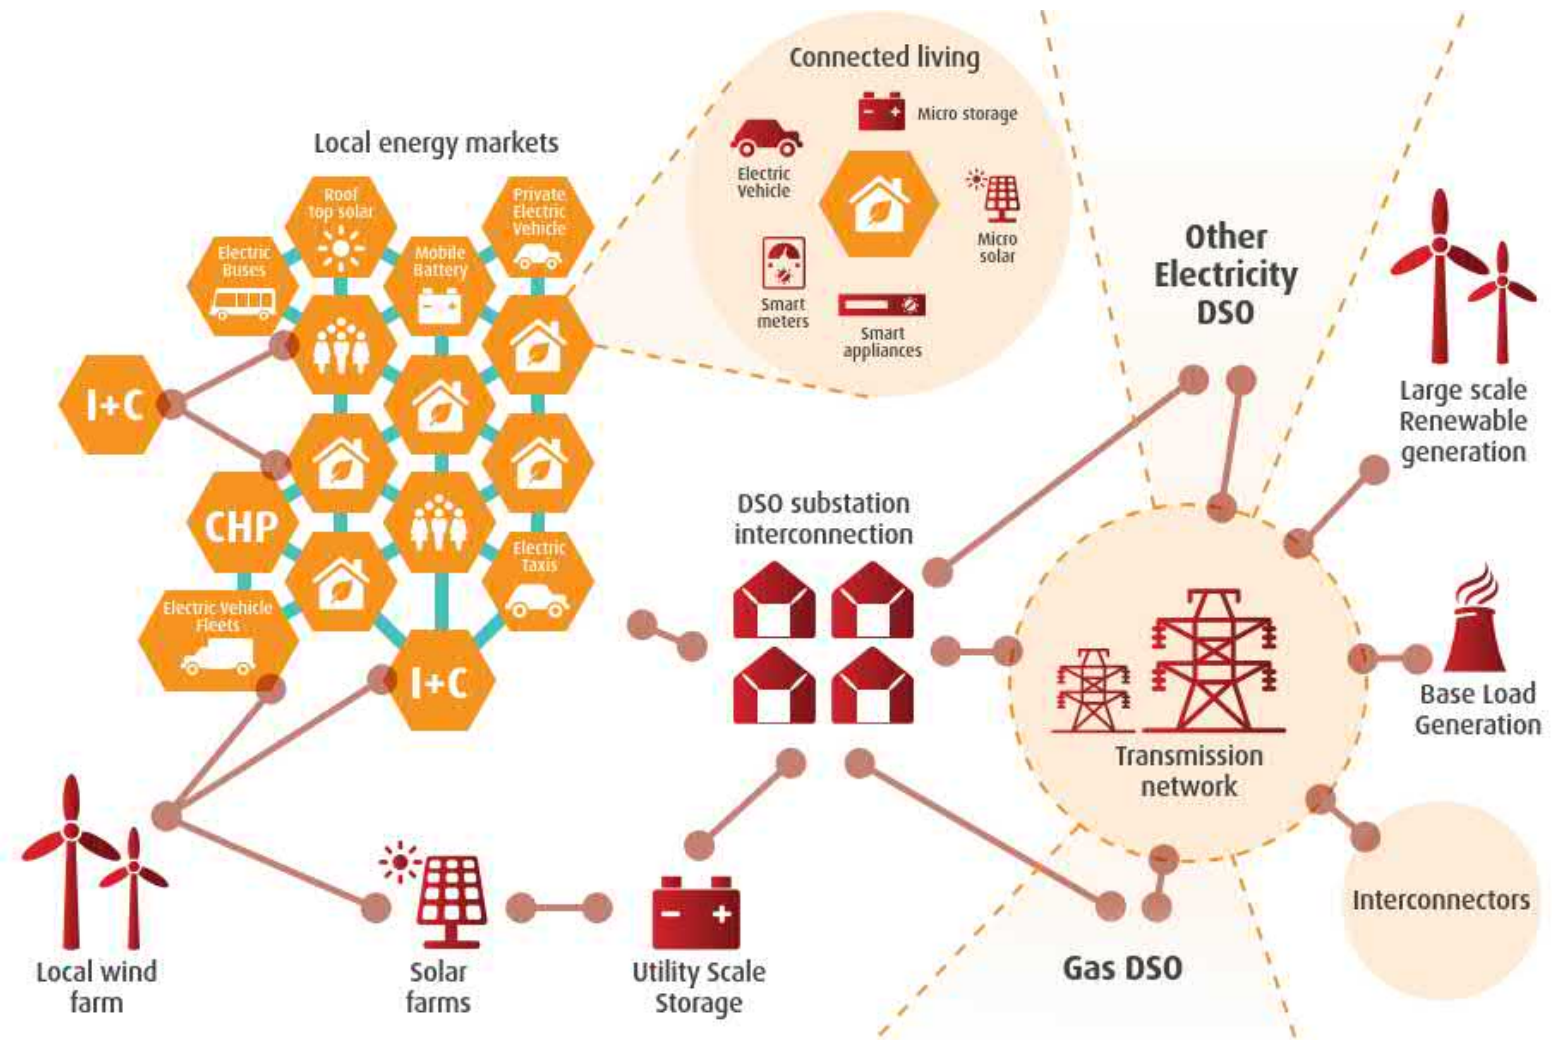 Connected living
Micro storage
Electric
Vehicle
Micro
solar
Smart
meters
Smart
appliances
Local energy markets
Roof
top solar
Private
Electric
Vehicle
Electric
Buses
Mobile
Battery
I+C
CHP
Electric
Taxis
Electric Vehicle
Fleets
I+C
Other
Electricity
DSO
Large scale
Renewable
generation
DSO substation
interconnection
Transmission
network
Base Load
Generation
Interconnectors
Gas DSO
Local wind
farm
Solar
farms
Utility Scale
Storage